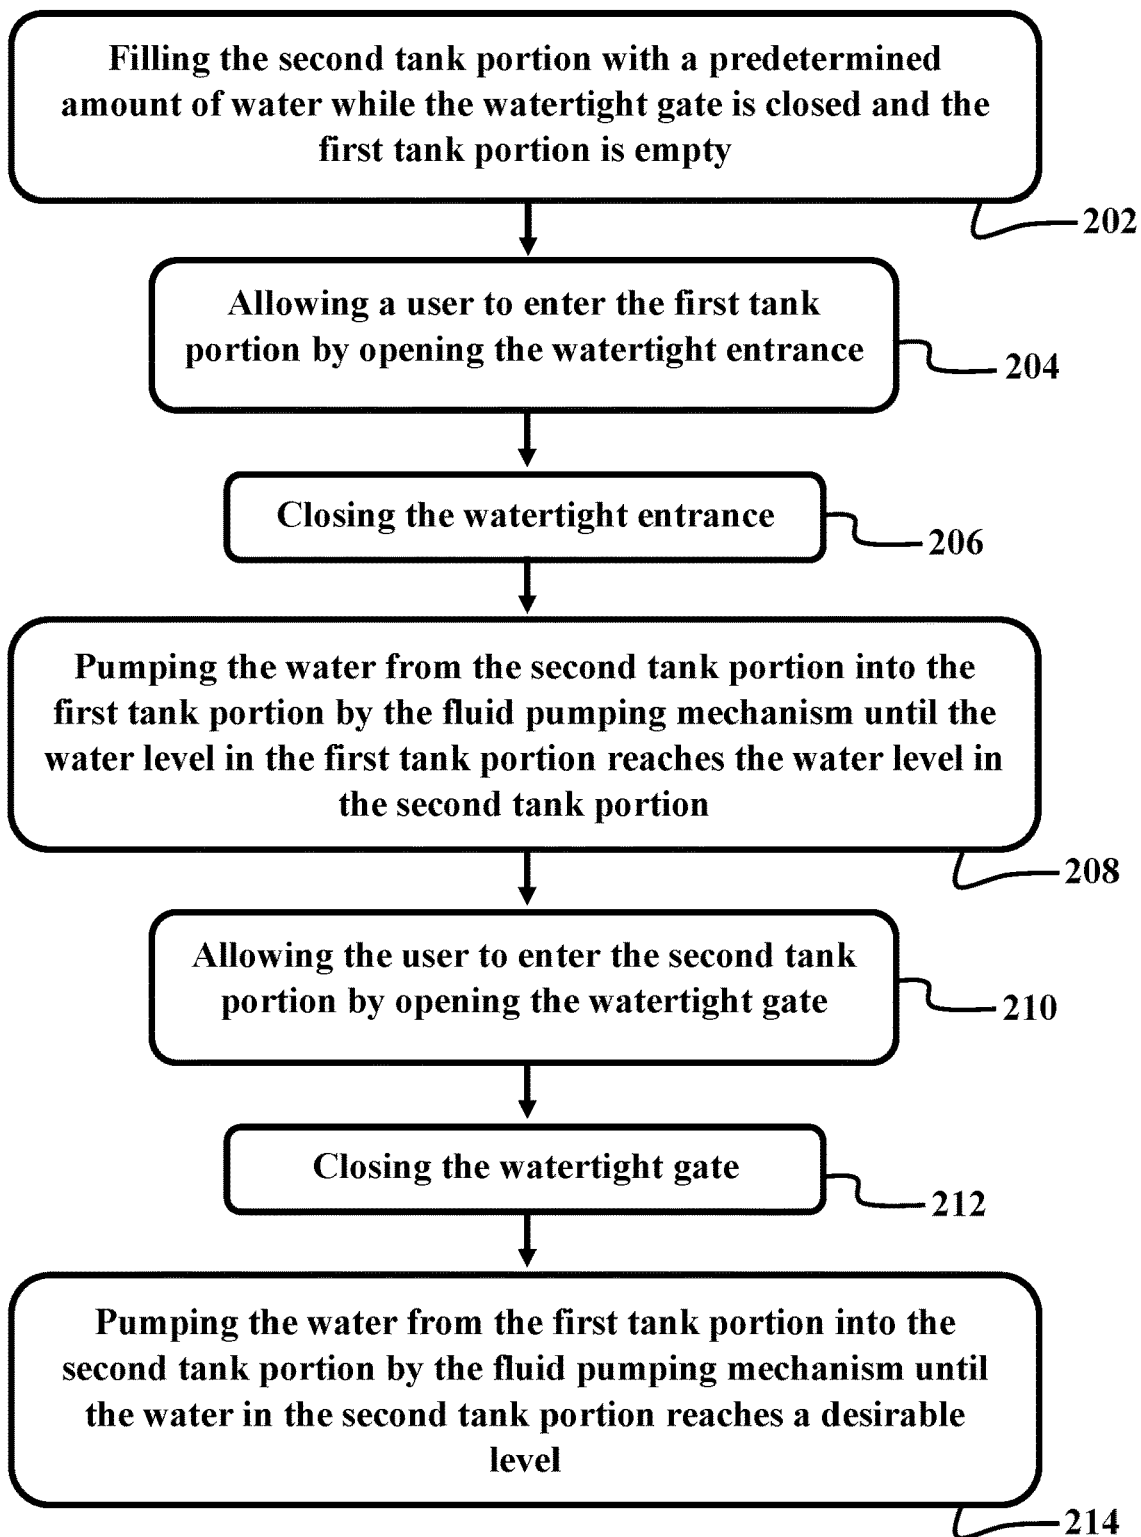 Filling the second tank portion with a predetermined
amount of water while the watertight gate is closed and the
first tank portion is empty
202
Allowing a user to enter the first tank
portion by opening the watertight entrance
204
Closing the watertight entrance
206
Pumping the water from the second tank portion into the
first tank portion by the fluid pumping mechanism until the
water level in the first tank portion reaches the water level in
the second tank portion
208
Allowing the user to enter the second tank
portion by opening the watertight gate
210
Closing the watertight gate
212
Pumping the water from the first tank portion into the
second tank portion by the fluid pumping mechanism until
the water in the second tank portion reaches a desirable
level
214